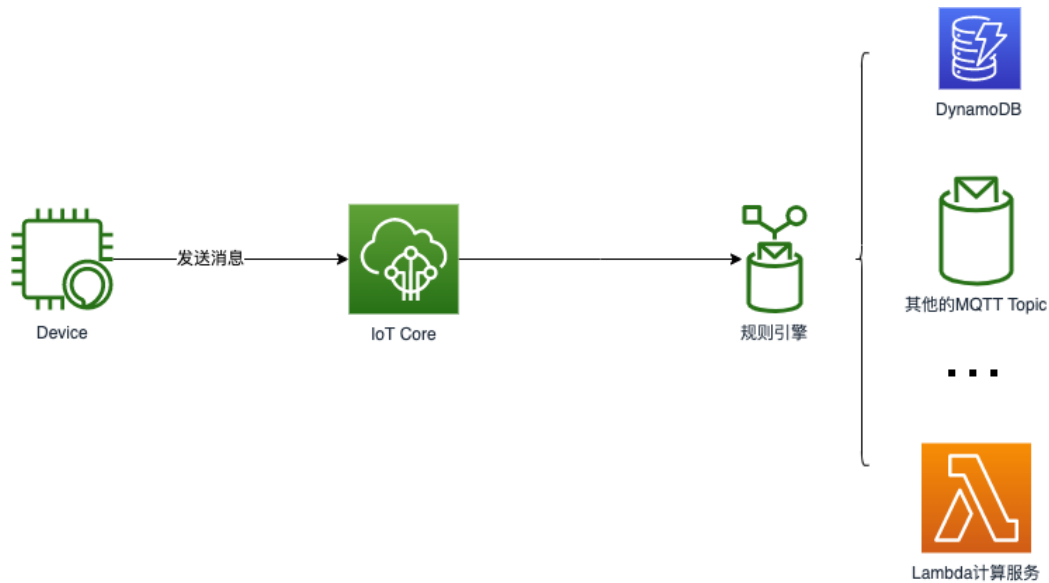 DynamoDB
发送消息
其他的MQTT Topic
Device
IoT Core
规则引擎
Lambda计算服务